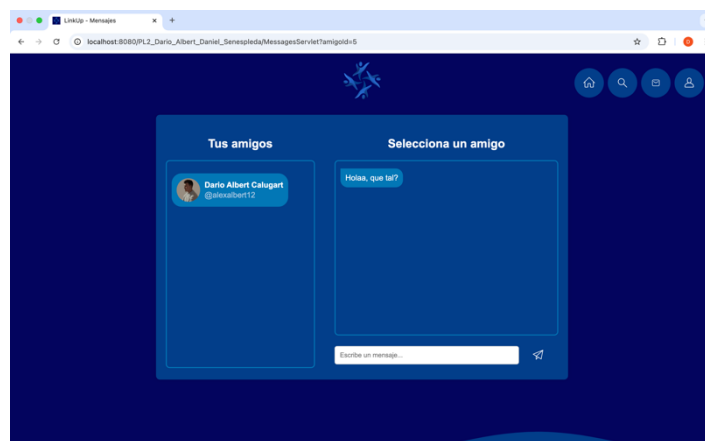 LinkUp - Mensajes
localhost:8080/PL2_Dario_Albert_Daniel_Senespleda/MessagesServlet?amigoId=5
Tus amigos
Selecciona un amigo
Dario Albert Calugart
@alexalbert12
Holaa, que tal?
Escribe un mensaje...